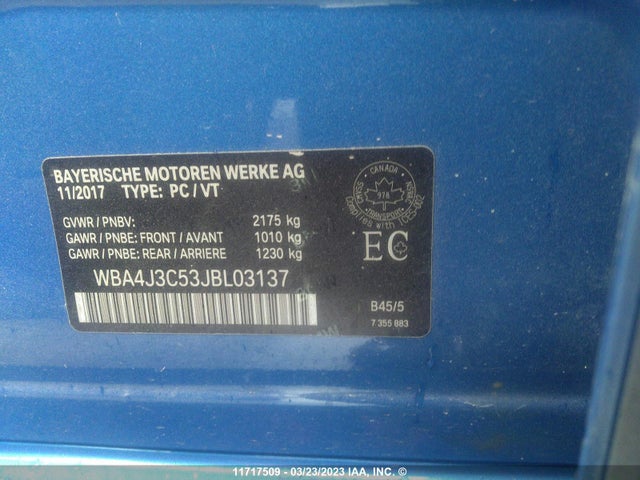 BAYERISCHE MOTOREN WERKE AG
11/2017 TYPE: PC / VT
GVWR / PNBV: 2175 kg
GAWR / PNBE: FRONT / AVANT 1010 kg
GAWR / PNBE: REAR / ARRIERE 1230 kg
WBA4J3C53JBL03137
CANADA
978
TRANSPORT
EC
B45/5
7 355 883
11717509 - 03/23/2023 IAA, INC. ©